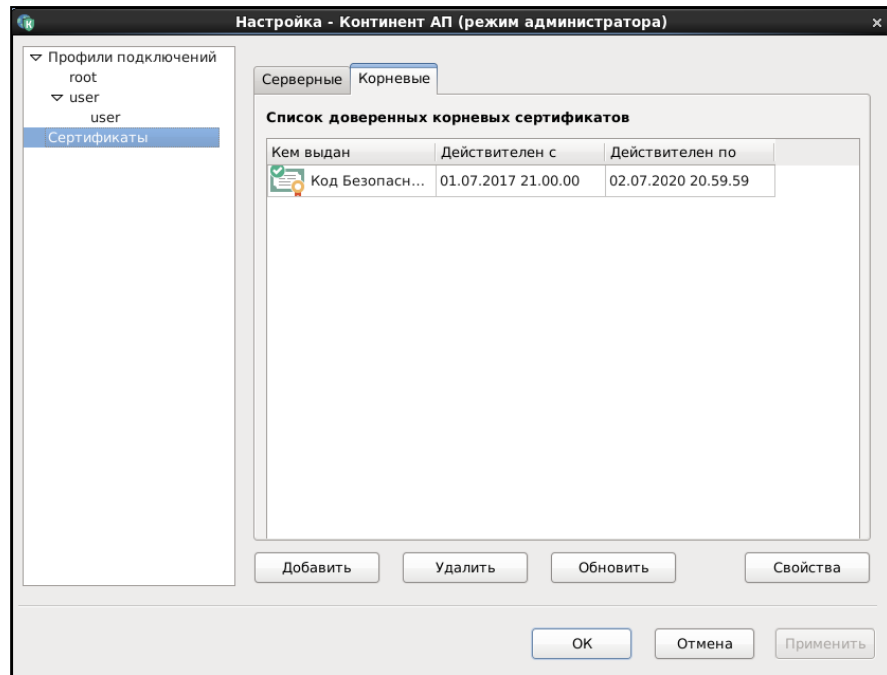 Настройка - Континент АП (режим администратора)
Профили подключений
root
user
user
Сертификаты
Серверные Корневые
Список доверенных корневых сертификатов
Кем выдан Действителен с Действителен по
Код Безопасн... 01.07.2017 21.00.00 02.07.2020 20.59.59
Добавить Удалить Обновить Свойства
ОК Отмена Применить